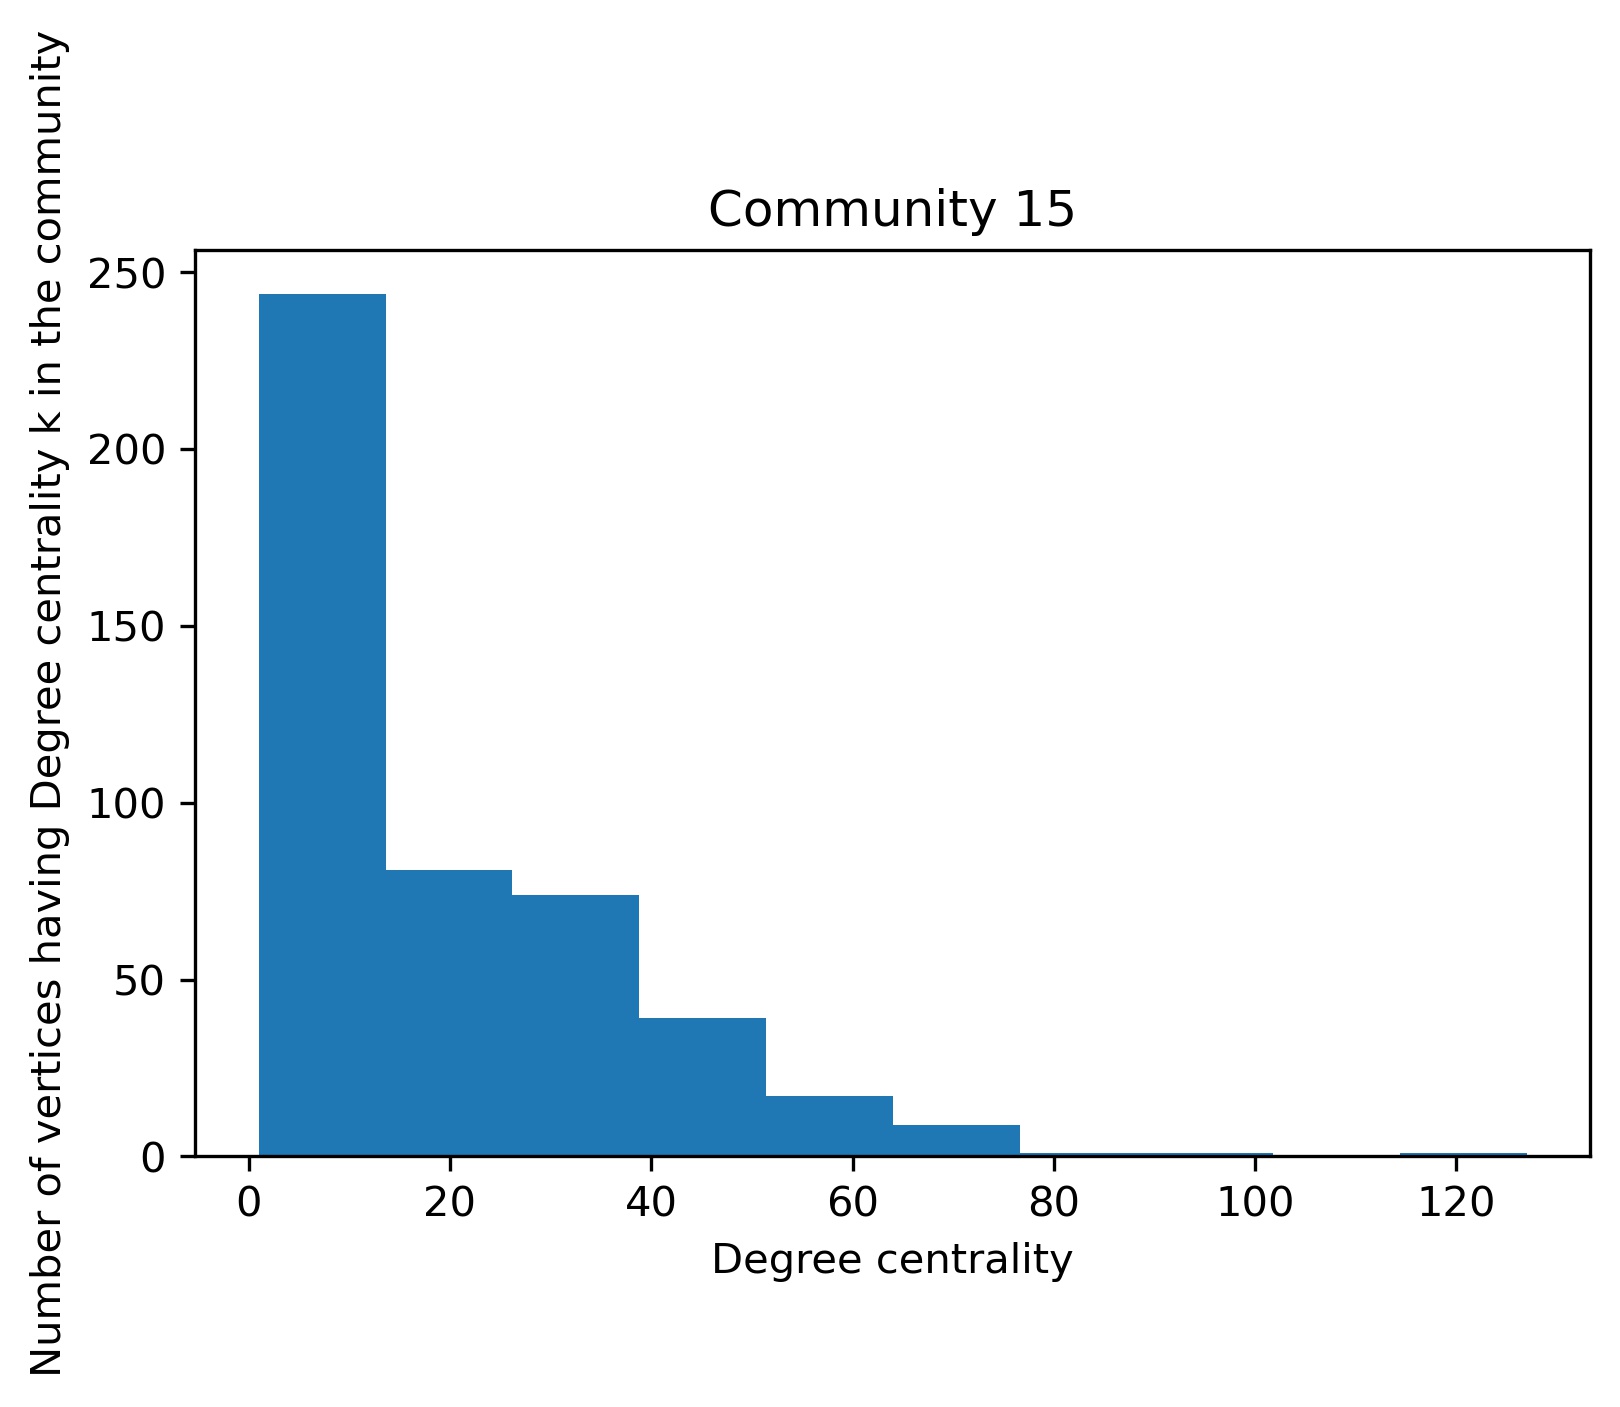 Community 15
Number of vertices having Degree centrality k in the community
250
200
150
100
50
0
0 20 40 60 80 100 120
Degree centrality